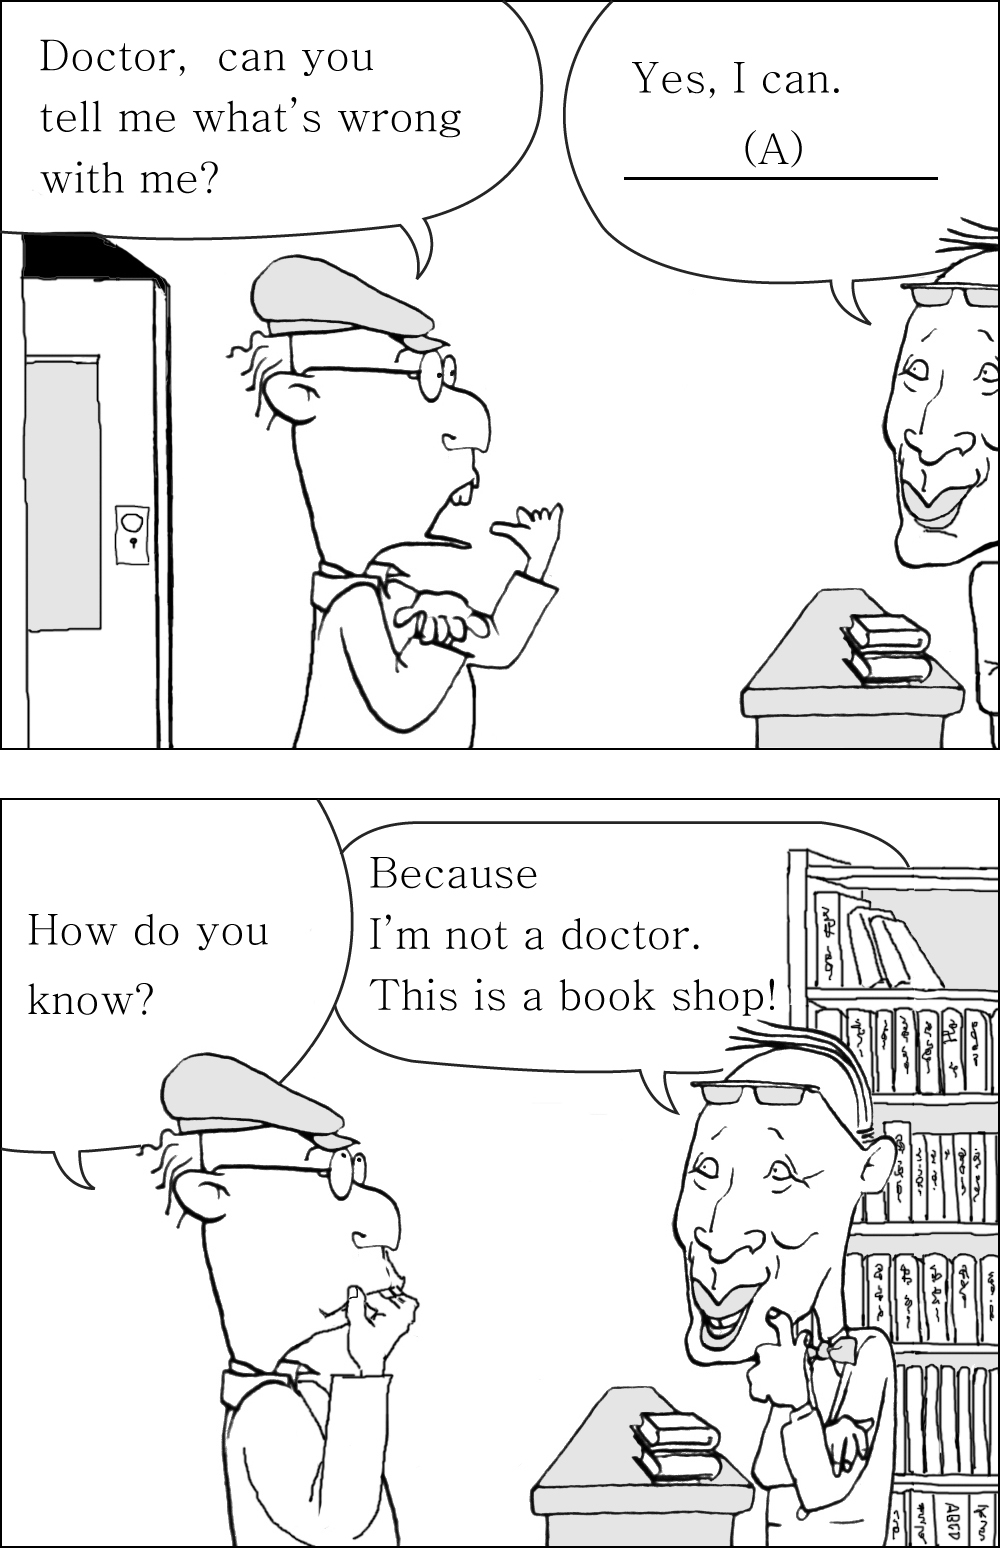 Doctor, can you
tell me what's wrong
with me?
Yes, I can.
(A)
How do you
know?
Because
I'm not a doctor.
This is a book shop!
ABCD